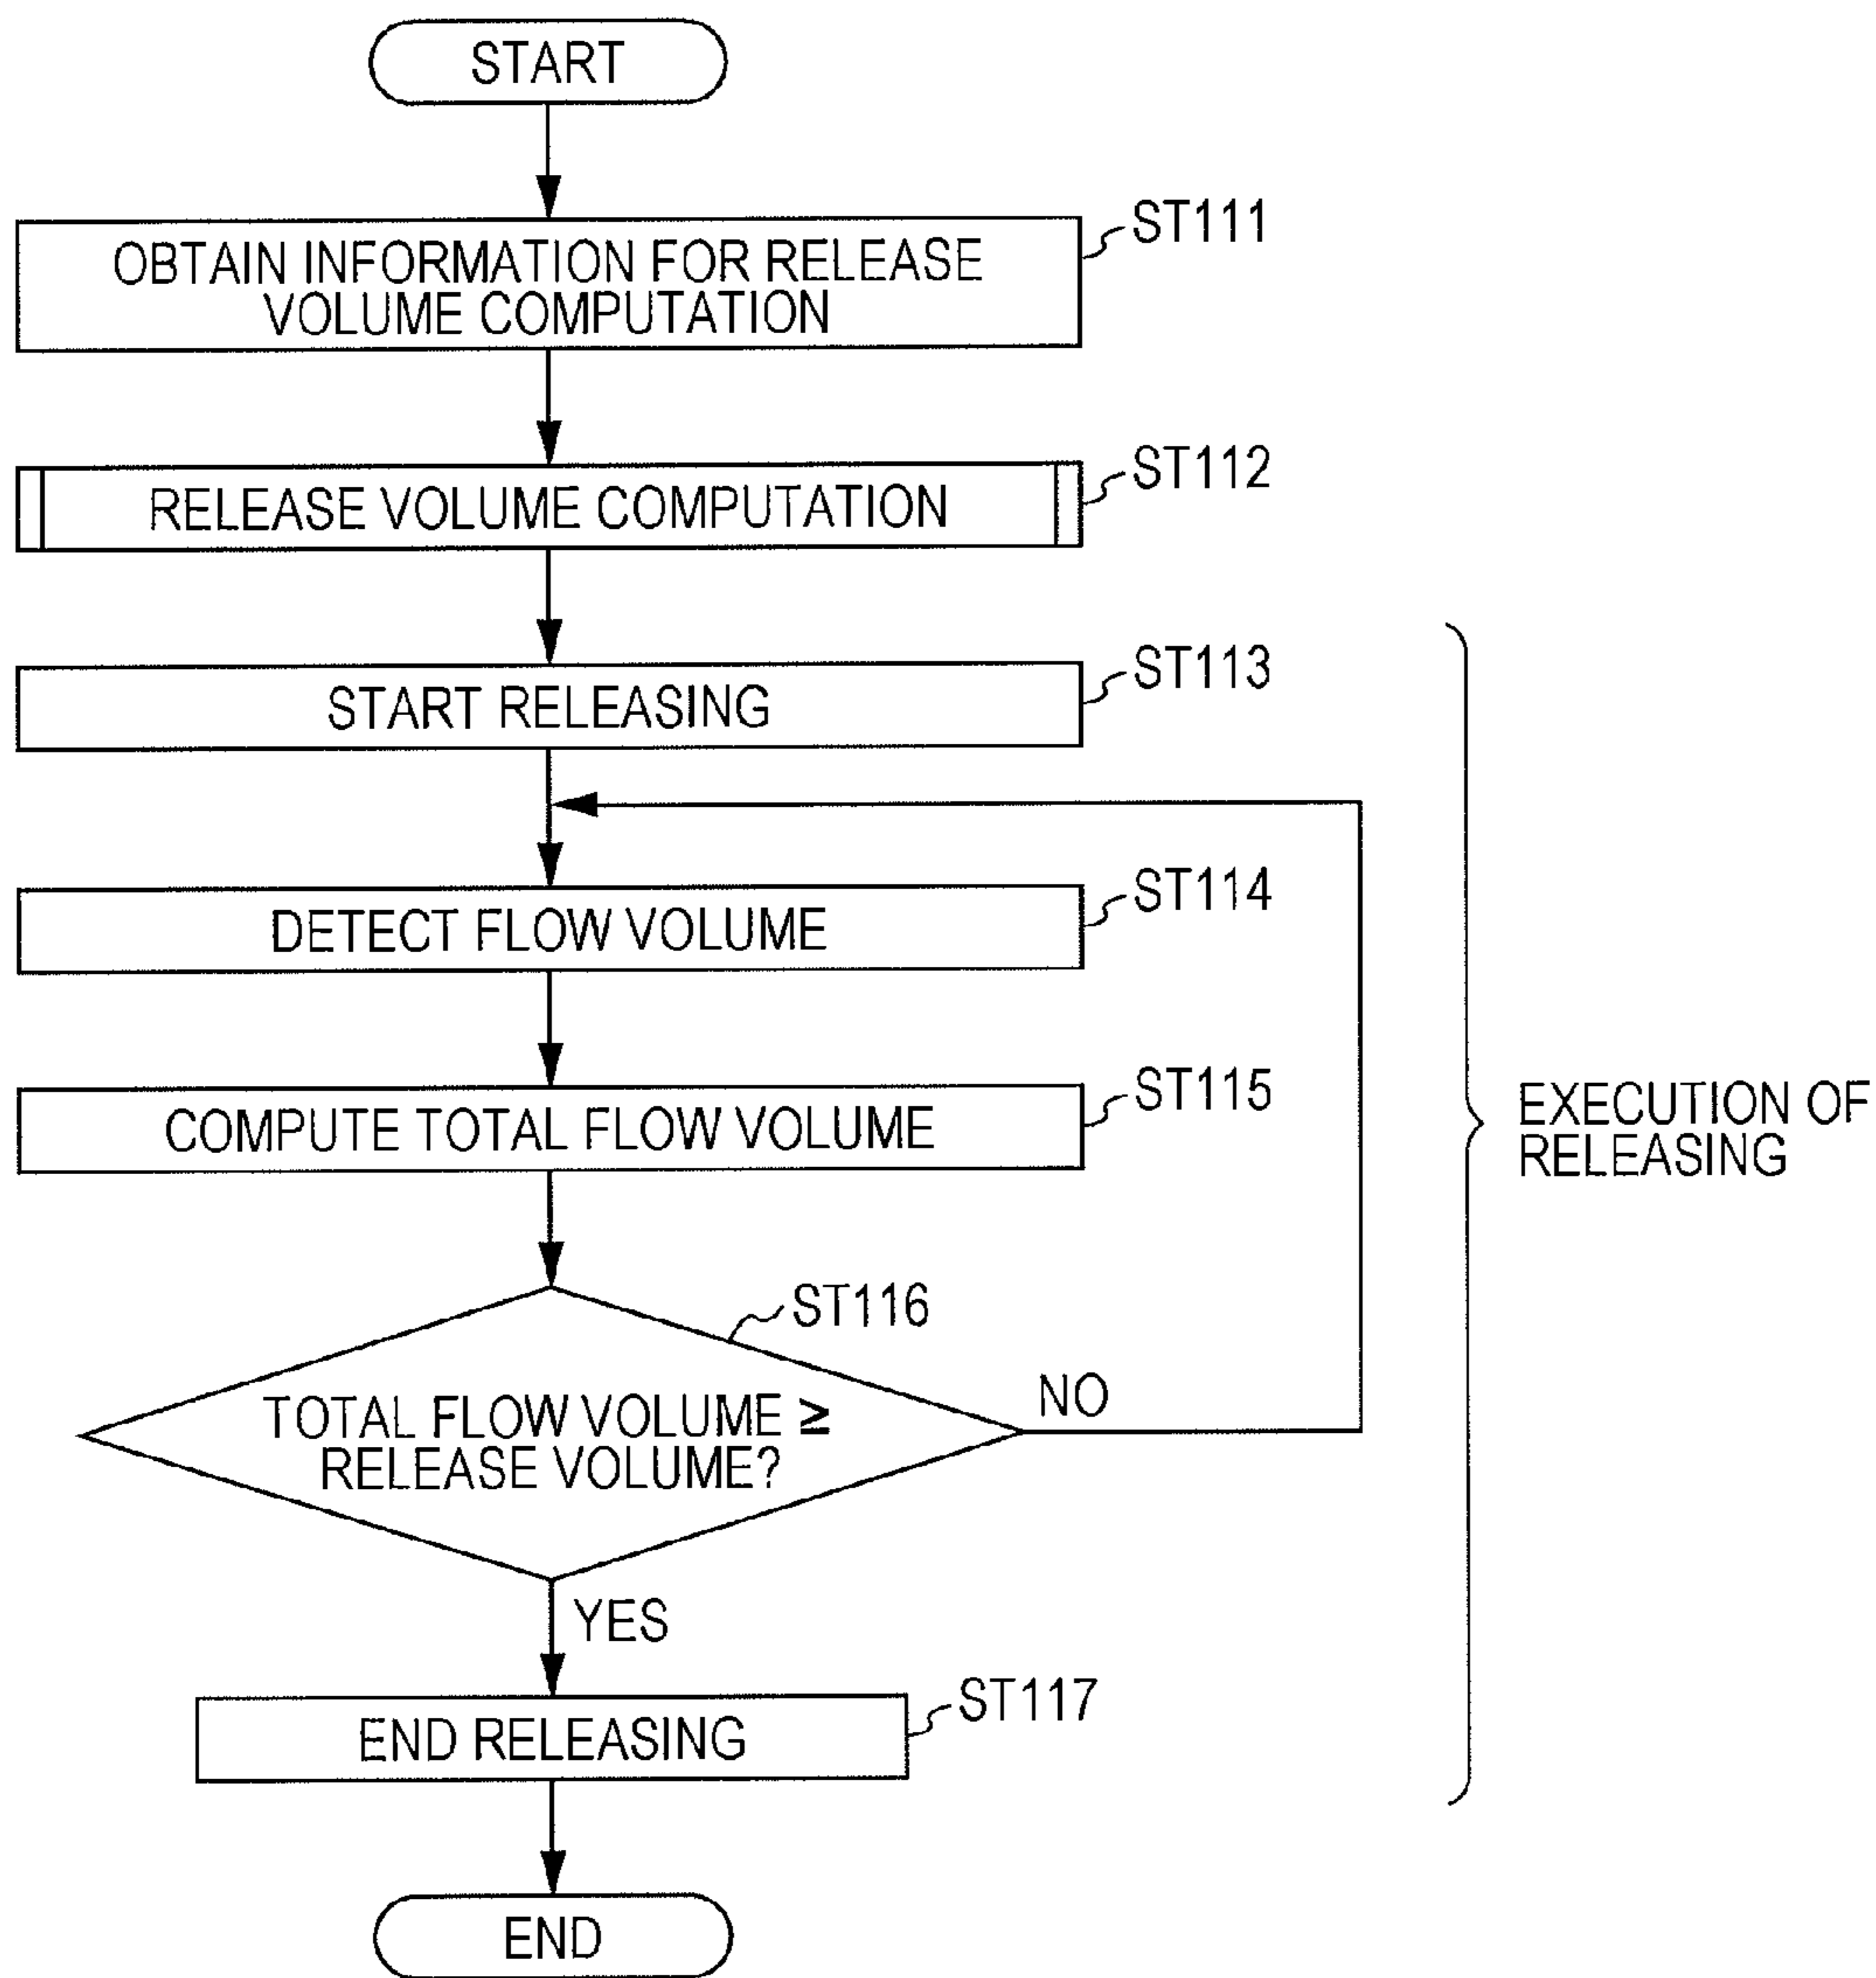 START
ST111
OBTAIN INFORMATION FOR RELEASE
VOLUME COMPUTATION
ST112
RELEASE VOLUME COMPUTATION
ST113
START RELEASING
ST114
DETECT FLOW VOLUME
ST115
COMPUTE TOTAL FLOW VOLUME
EXECUTION OF
RELEASING
ST116
TOTAL FLOW VOLUME ≥
RELEASE VOLUME?
NO
YES
ST117
END RELEASING
END